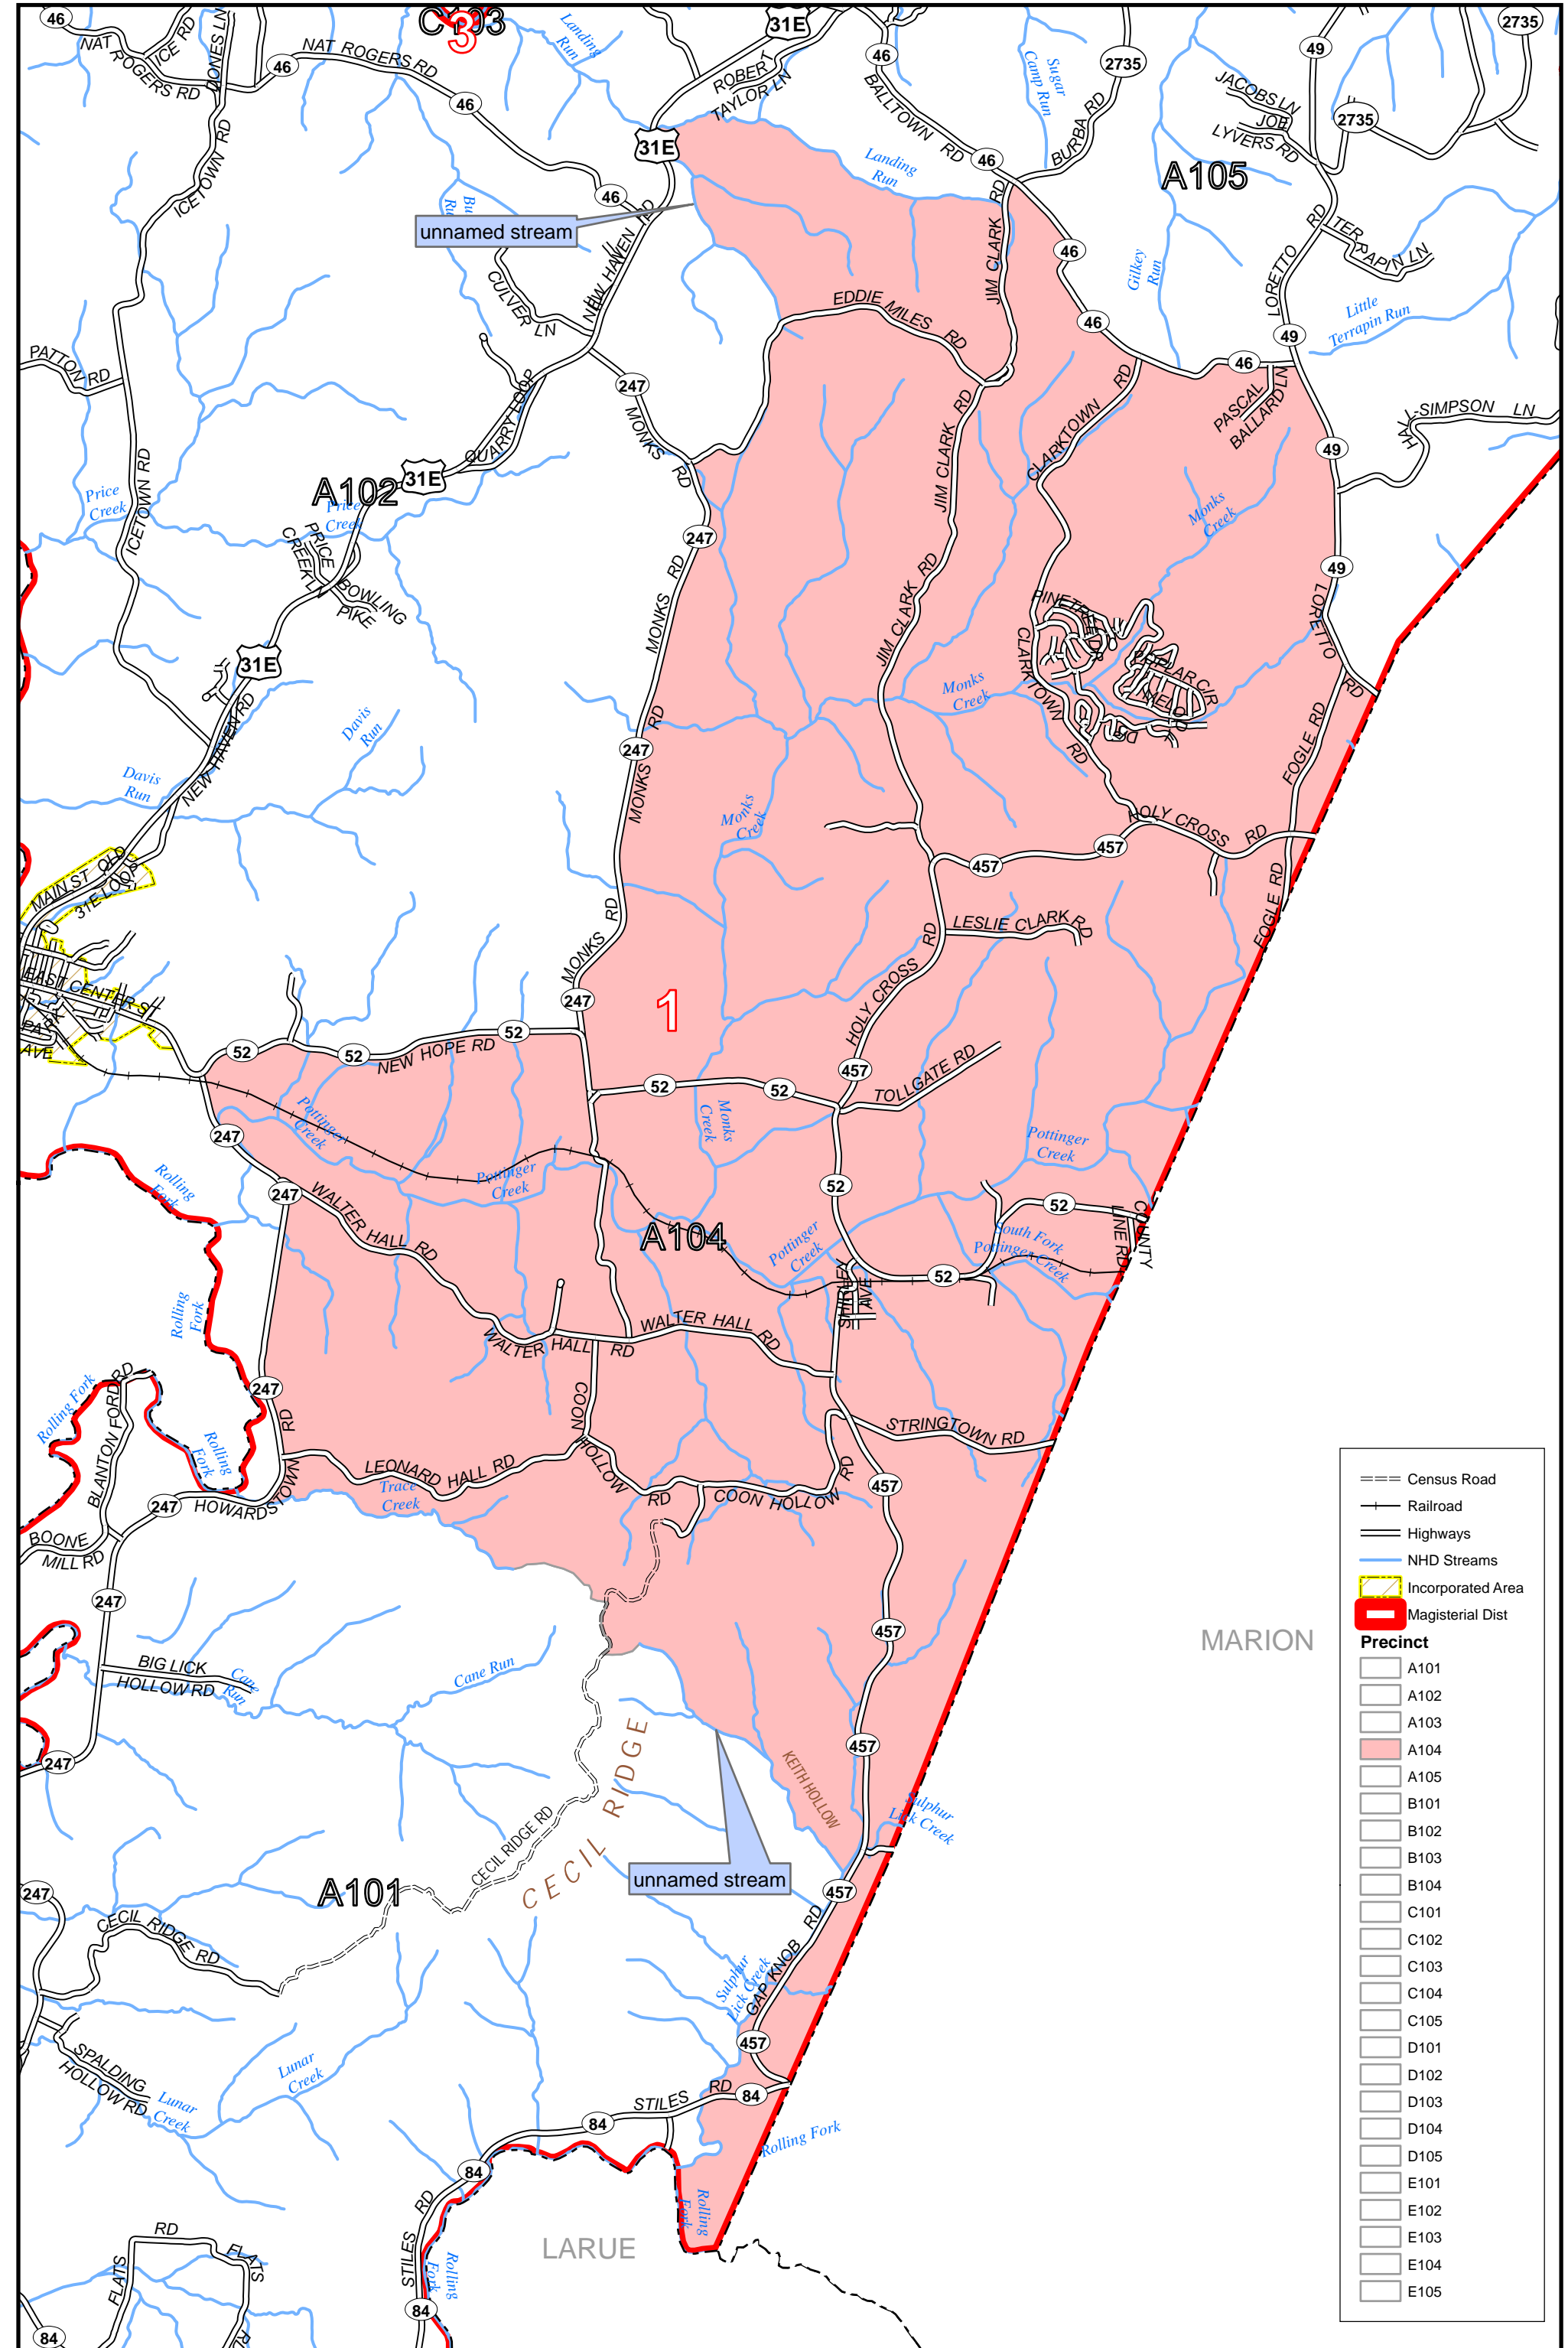 46
C103
3
Landing
Run
31E
46
2735
49
2735
NAT
ROGERS RD
ICE RD
JONES LN
46
NAT ROGERS RD
46
ROBERT
TAYLOR LN
BALLTOWN RD
Sugar
Camp Run
BURBA RD
JACOBS LN
JOE
LYVERS RD
2735
31E
46
Landing
Run
A105
ICETOWN RD
46
unnamed stream
NEW HAVEN RD
CULVER LN
JIM CLARK RD
46
Gilkey
Run
LORETTO RD
TERRAPIN LN
Little
Terrapin Run
EDDIE MILES RD
46
49
46
PATTON RD
247
MONKS RD
QUARRY LOOP
JIM CLARK RD
CLARKTOWN RD
PASCAL
BALLARD LN
HALL-SIMPSON LN
49
A102
31E
Price
Creek
Price
Creek
ICETOWN RD
Monks
Creek
247
PRICE
CREEK LN
BOWLING
PIKE
MONKS RD
JIM CLARK RD
49
LORETTO RD
31E
PINETREE DR
CLARKTOWN RD
POPLAR CIR
MELODY
DR
Monks
Creek
NEW HAVEN RD
Davis
Run
247
MONKS RD
FOGLE RD
Davis
Run
Monks
Creek
HOLY CROSS RD
457
457
MAIN ST
OLD
31E LOOP
FOGLE RD
LESLIE CLARK RD
MONKS RD
EAST CENTER ST
PARK
AVE
247
1
HOLY CROSS RD
52
52
NEW HOPE RD
52
52
52
457
TOLLGATE RD
Pottinger
Creek
247
Monks
Creek
Pottinger
Creek
Rolling
Fork
247
WALTER HALL RD
Pottinger
Creek
52
52
COUNTY
LINE RD
A104
Pottinger
Creek
South Fork
Pottinger Creek
52
Rolling
Fork
WALTER HALL RD
WALTER HALL RD
Rolling Fork
BLANTON FORD RD
247
COON HOLLOW RD
STRINGTOWN RD
Rolling
Fork
LEONARD HALL RD
Trace
Creek
COON HOLLOW RD
457
247
HOWARDSTOWN RD
BOONE
MILL RD
247
457
MARION
BIG LICK
HOLLOW RD
Cane
Run
Cane Run
247
457
CECIL RIDGE
KEITH HOLLOW
Sulphur
Lick Creek
CECIL RIDGE RD
unnamed stream
A101
457
247
CECIL RIDGE RD
Sulphur
Lick Creek
GAP KNOB RD
457
SPALDING
HOLLOW RD
Lunar
Creek
Lunar
Creek
STILES RD
84
84
Rolling Fork
84
Rolling
Fork
LARUE
STILES RD
Rolling
Fork
84
FLATS RD
FLATS
84
Census Road
Railroad
Highways
NHD Streams
Incorporated Area
Magisterial Dist
Precinct
A101
A102
A103
A104
A105
B101
B102
B103
B104
C101
C102
C103
C104
C105
D101
D102
D103
D104
D105
E101
E102
E103
E104
E105